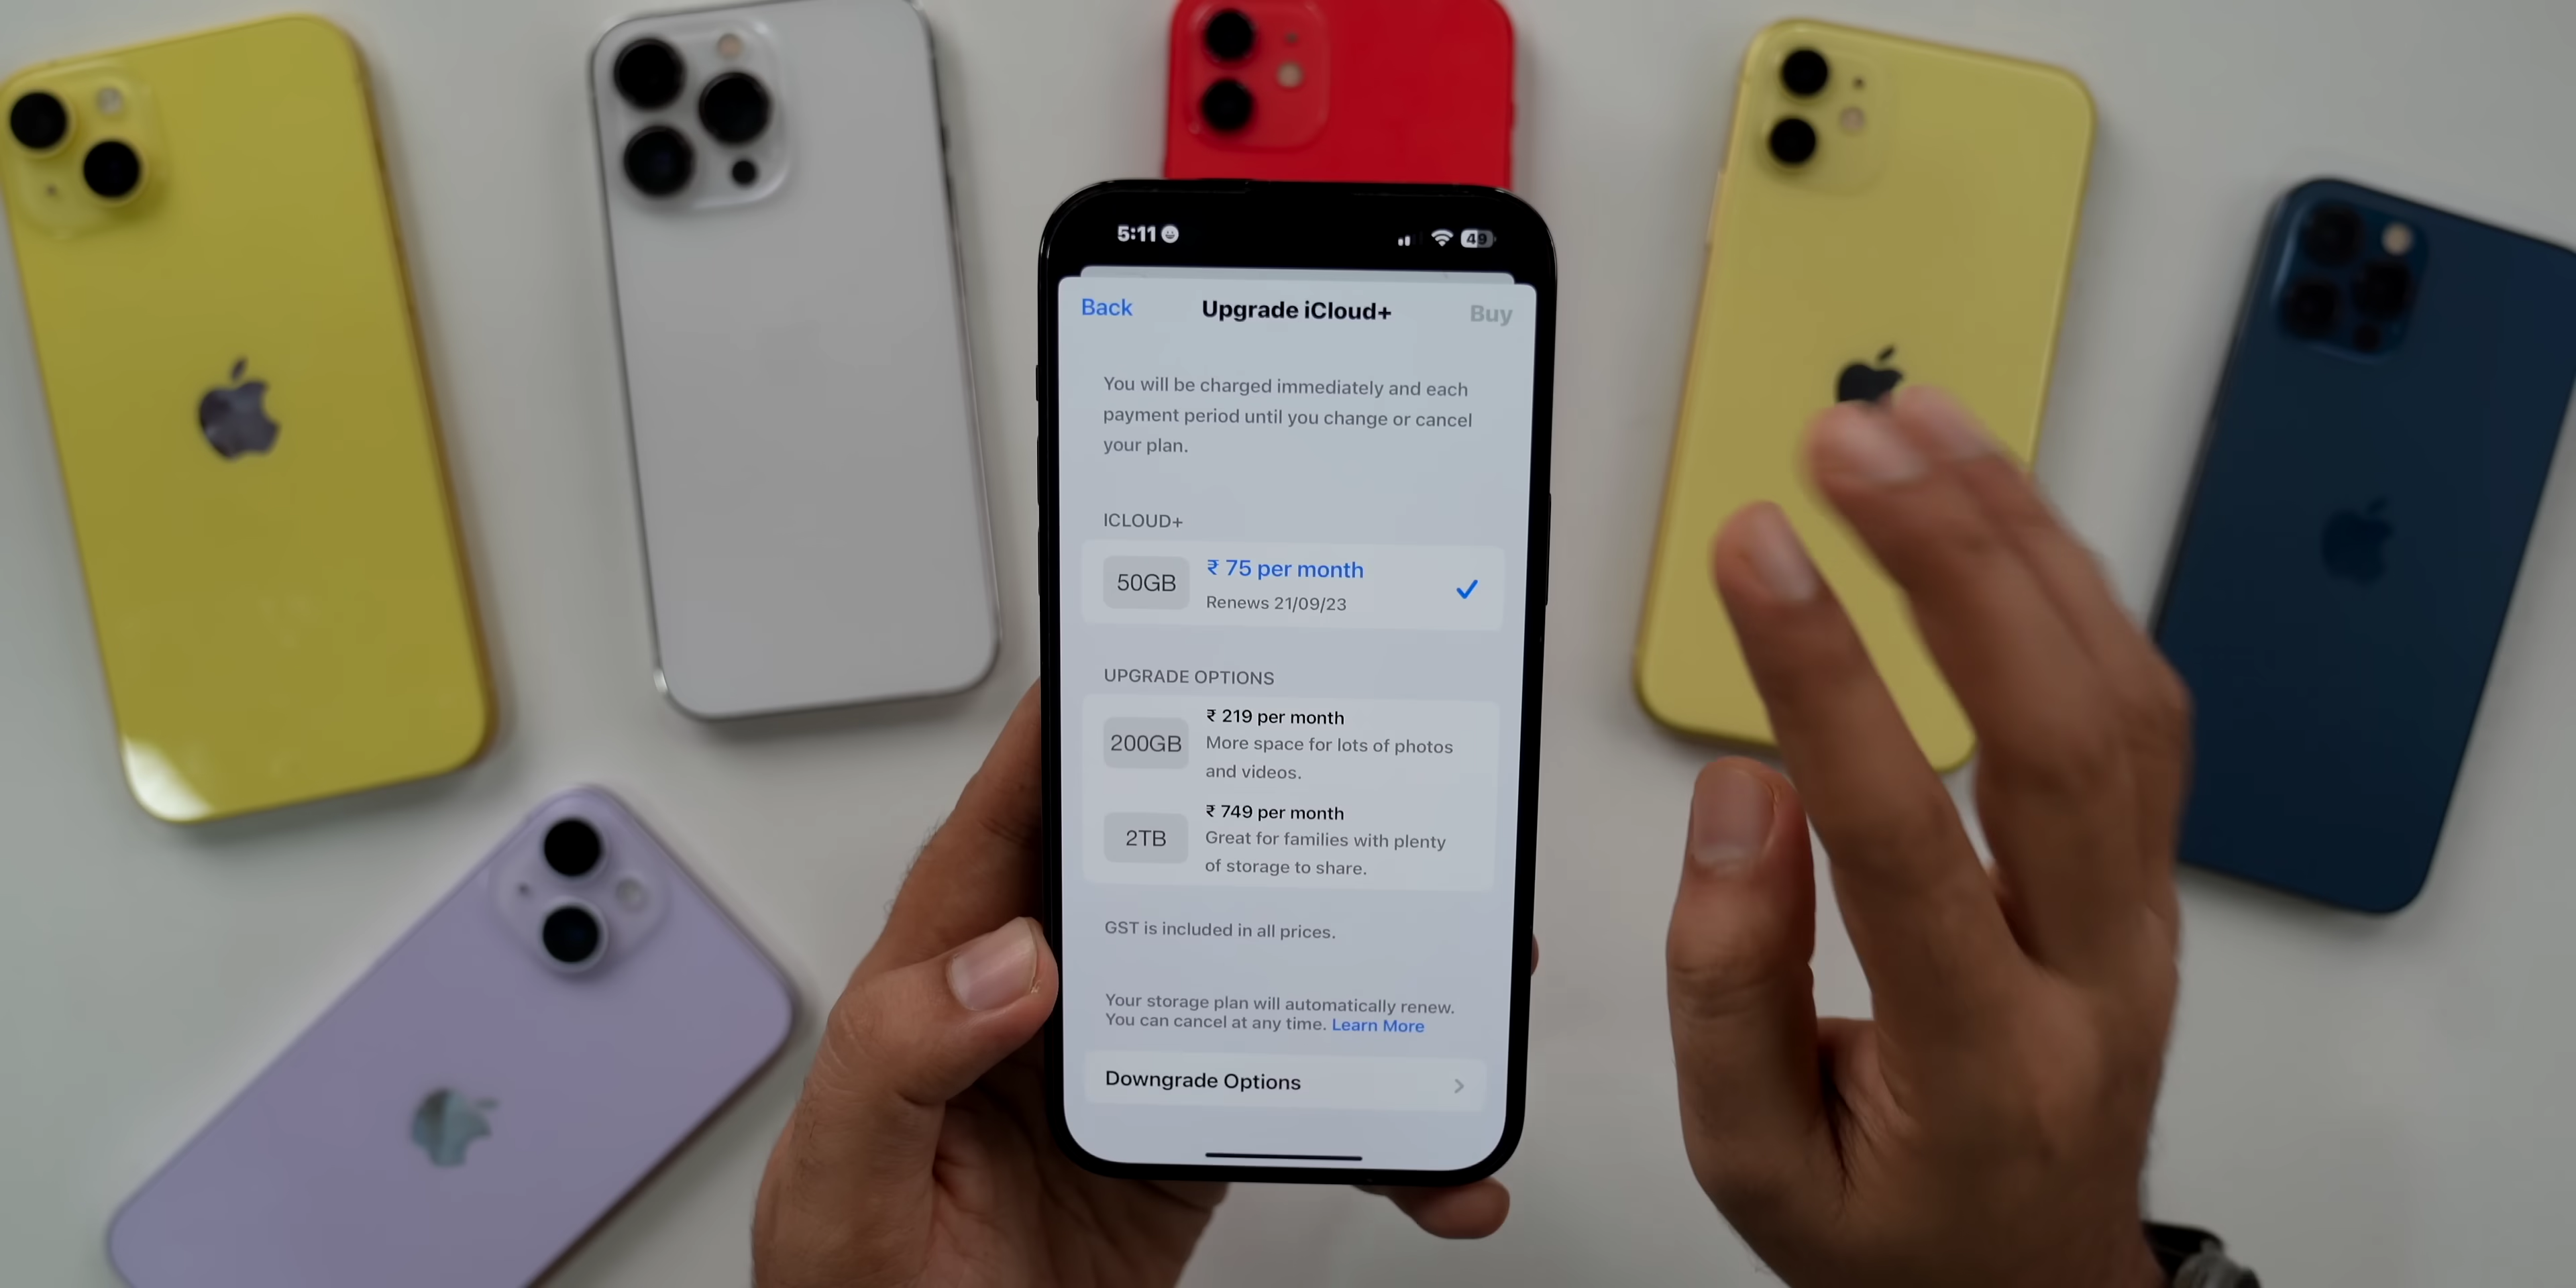 5:11
49
Back Upgrade iCloud+ Buy
You will be charged immediately and each
payment period until you change or cancel
your plan.
ICLOUD+
50GB ₹ 75 per month
Renews 21/09/23
UPGRADE OPTIONS
200GB ₹ 219 per month
More space for lots of photos
and videos.
2TB ₹ 749 per month
Great for families with plenty
of storage to share.
GST is included in all prices.
Your storage plan will automatically renew.
You can cancel at any time. Learn More
Downgrade Options